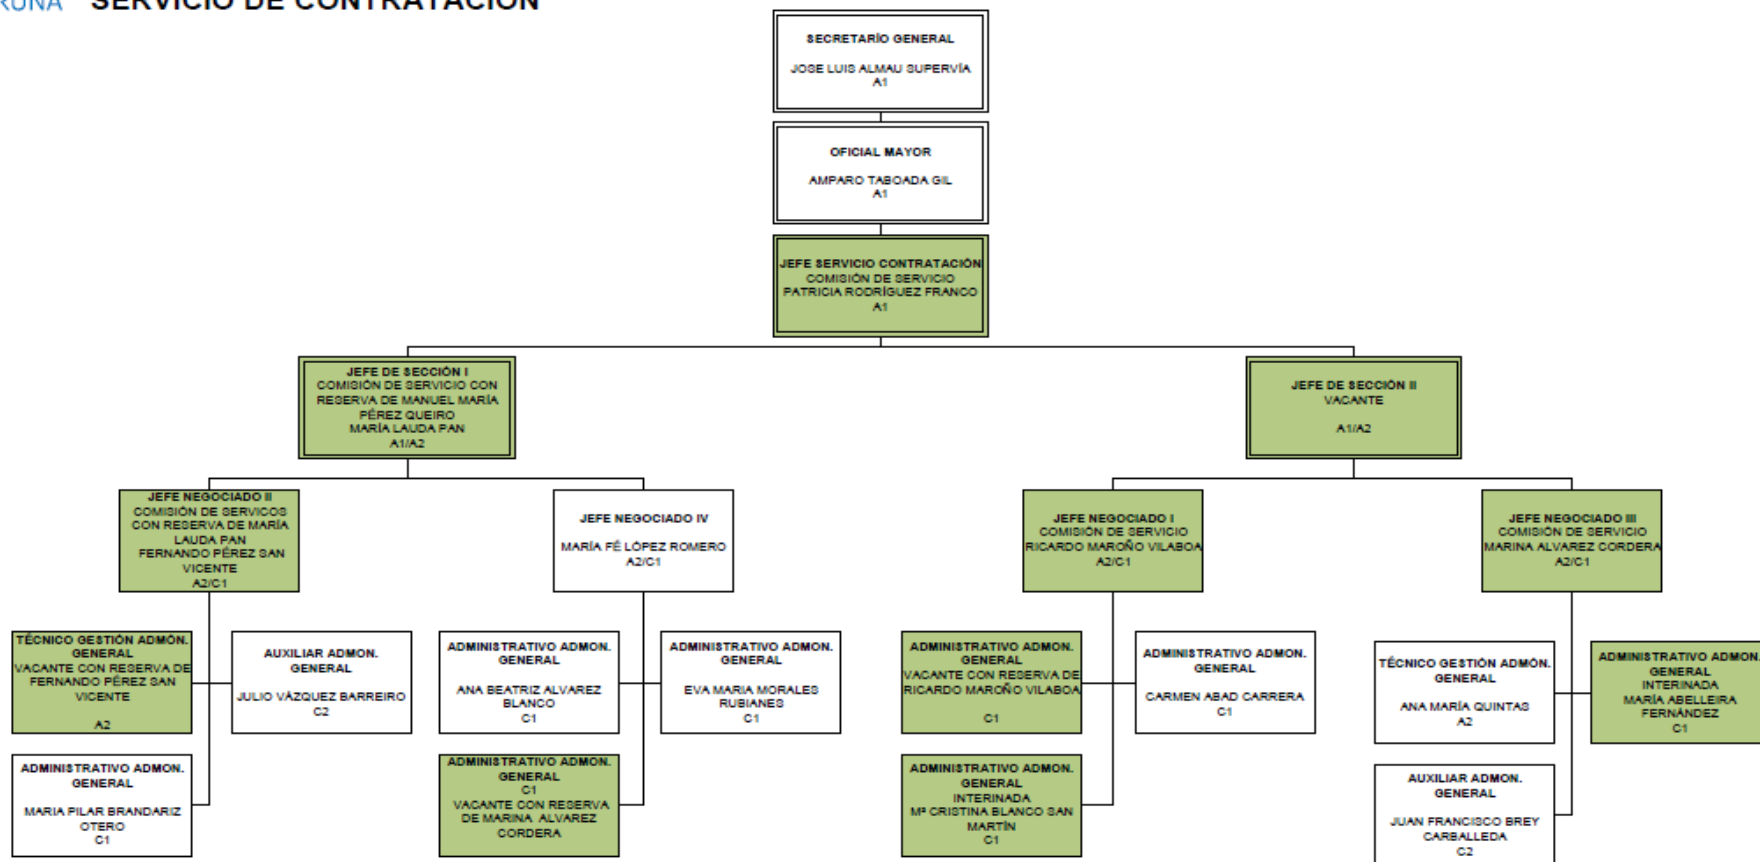 SERVICIO DE CONTRATACIÓN
SECRETARÍO GENERAL
JOSE LUIS ALMAU SUPERVÍA
A1
OFICIAL MAYOR
AMPARO TABOADA GIL
A1
JEFE SERVICIO CONTRATACIÓN
COMISIÓN DE SERVICIO
PATRICIA RODRÍGUEZ FRANCO
A1
JEFE DE SECCIÓN I
COMISIÓN DE SERVICIO CON
RESERVA DE MANUEL MARÍA
PÉREZ QUEIRO
MARÍA LAUDA PAN
A1/A2
JEFE DE SECCIÓN II
VACANTE
A1/A2
JEFE NEGOCIADO II
COMISIÓN DE SERVICOS
CON RESERVA DE MARÍA
LAUDA PAN
FERNANDO PÉREZ SAN
VICENTE
A2/C1
JEFE NEGOCIADO IV
MARÍA FÉ LÓPEZ ROMERO
A2/C1
JEFE NEGOCIADO I
COMISIÓN DE SERVICIO
RICARDO MAROÑO VILABOA
A2/C1
JEFE NEGOCIADO III
COMISIÓN DE SERVICIO
MARINA ALVAREZ CORDERA
A2/C1
TÉCNICO GESTIÓN ADMÓN.
GENERAL
VACANTE CON RESERVA DE
FERNANDO PÉREZ SAN
VICENTE
A2
AUXILIAR ADMON.
GENERAL
JULIO VÁZQUEZ BARREIRO
C2
ADMINISTRATIVO ADMON.
GENERAL
ANA BEATRIZ ALVAREZ
BLANCO
C1
ADMINISTRATIVO ADMON.
GENERAL
EVA MARIA MORALES
RUBIANES
C1
ADMINISTRATIVO ADMON.
GENERAL
VACANTE CON RESERVA DE
RICARDO MAROÑO VILABOA
C1
ADMINISTRATIVO ADMON.
GENERAL
CARMEN ABAD CARRERA
C1
TÉCNICO GESTIÓN ADMÓN.
GENERAL
ANA MARÍA QUINTAS
A2
ADMINISTRATIVO ADMON.
GENERAL
INTERINADA
MARÍA ABELLEIRA
FERNÁNDEZ
C1
ADMINISTRATIVO ADMON.
GENERAL
MARIA PILAR BRANDARIZ
OTERO
C1
ADMINISTRATIVO ADMON.
GENERAL
C1
VACANTE CON RESERVA
DE MARINA ALVAREZ
CORDERA
ADMINISTRATIVO ADMON.
GENERAL
INTERINADA
Mª CRISTINA BLANCO SAN
MARTÍN
C1
AUXILIAR ADMON.
GENERAL
JUAN FRANCISCO BREY
CARBALLEDA
C2